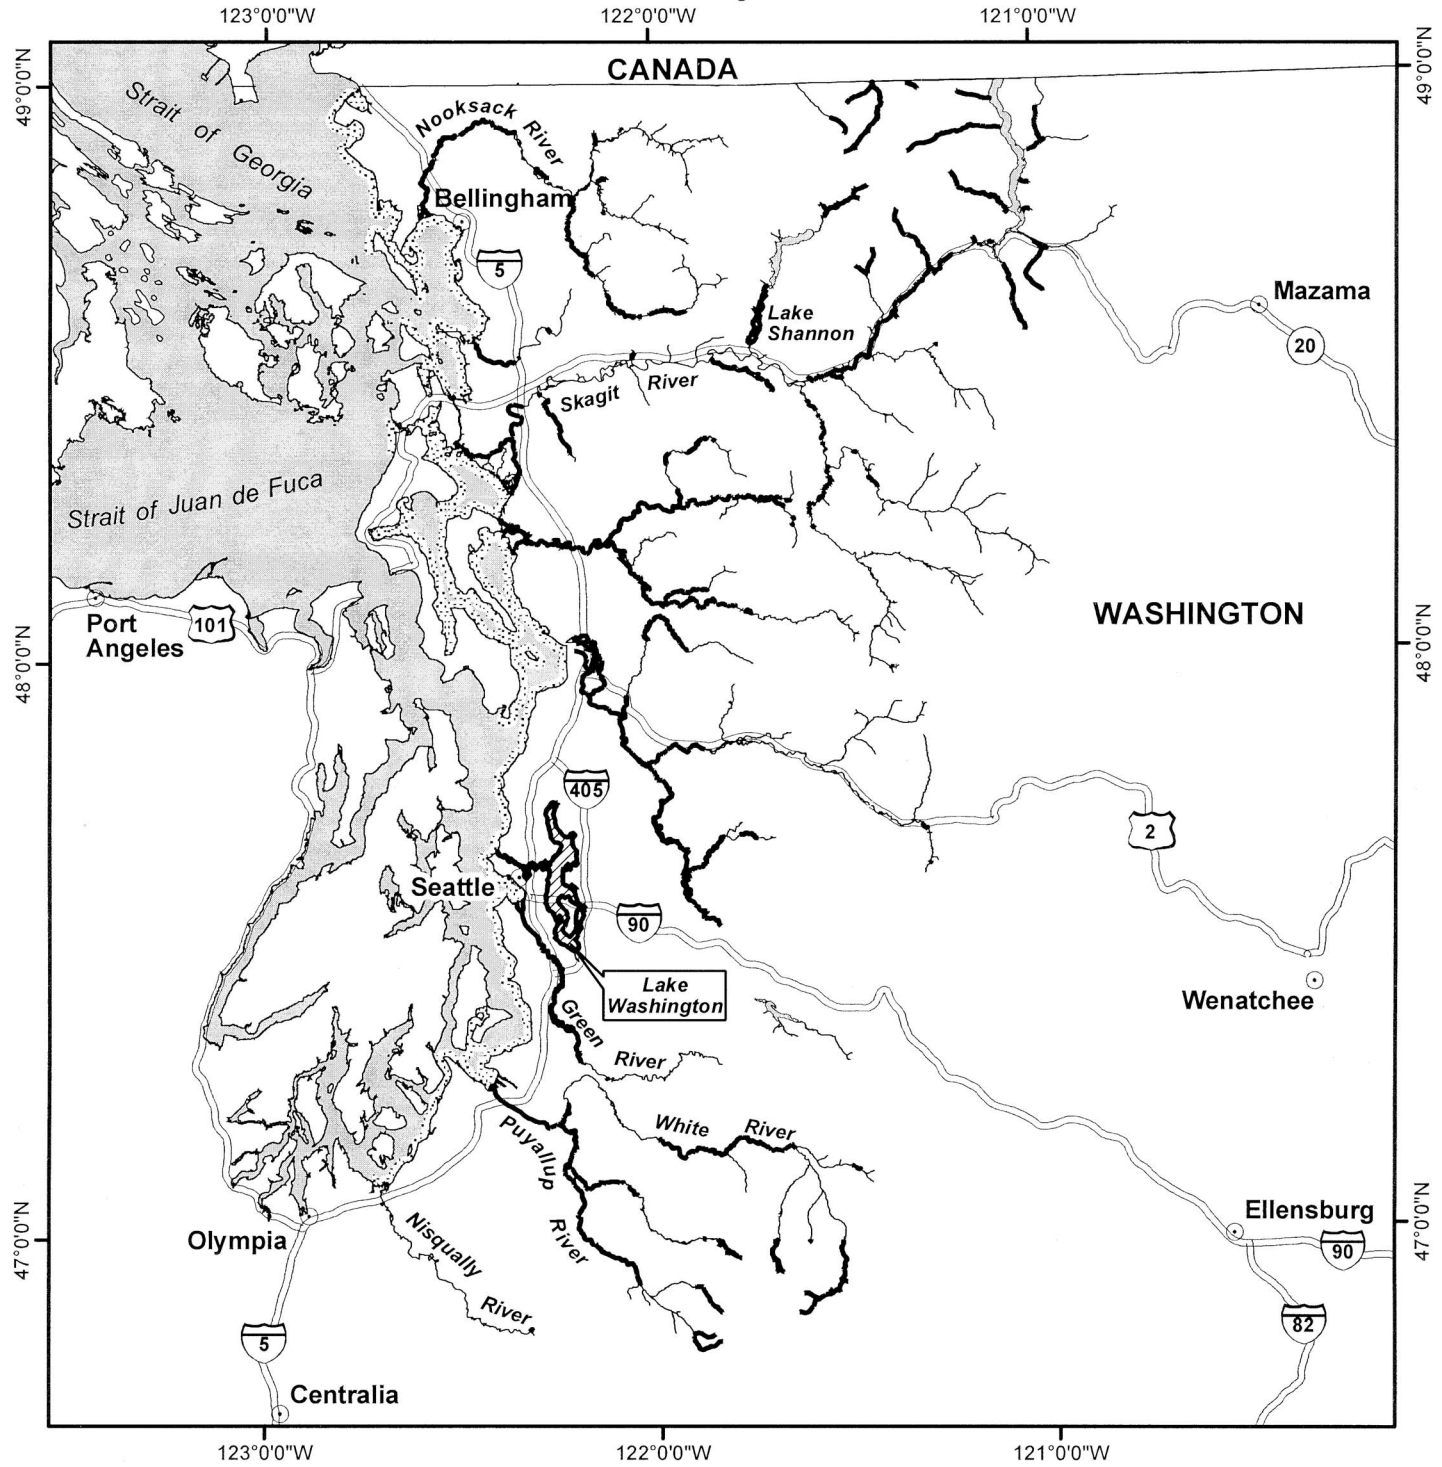 123°0'0"W
122°0'0"W
121°0'0"W
49°0'0"N
49°0'0"N
CANADA
Strait of Georgia
Nooksack River
Bellingham
5
Mazama
20
Lake
Shannon
Skagit River
Strait of Juan de Fuca
Port
Angeles
101
WASHINGTON
48°0'0"N
48°0'0"N
405
2
Seattle
90
Lake
Washington
Wenatchee
Green River
White River
Puyallup River
Nisqually River
Olympia
Ellensburg
90
47°0'0"N
47°0'0"N
82
5
Centralia
123°0'0"W
122°0'0"W
121°0'0"W